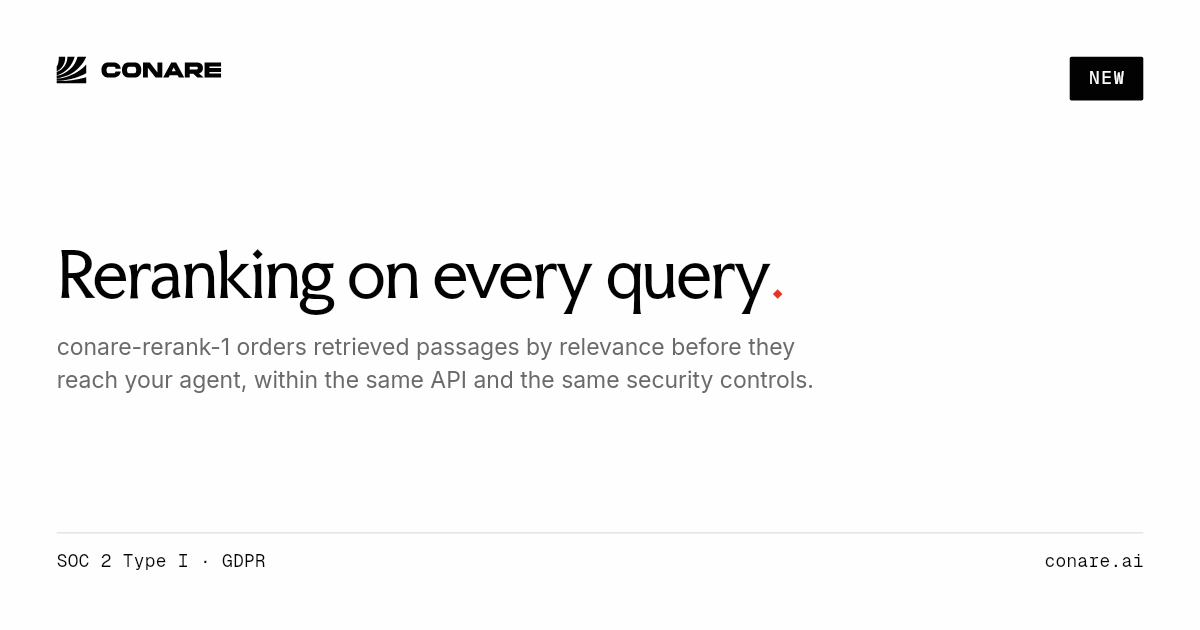 CONARE
NEW
Reranking on every query.
conare-rerank-1 orders retrieved passages by relevance before they
reach your agent, within the same API and the same security controls.
SOC 2 Type I · GDPR
conare.ai